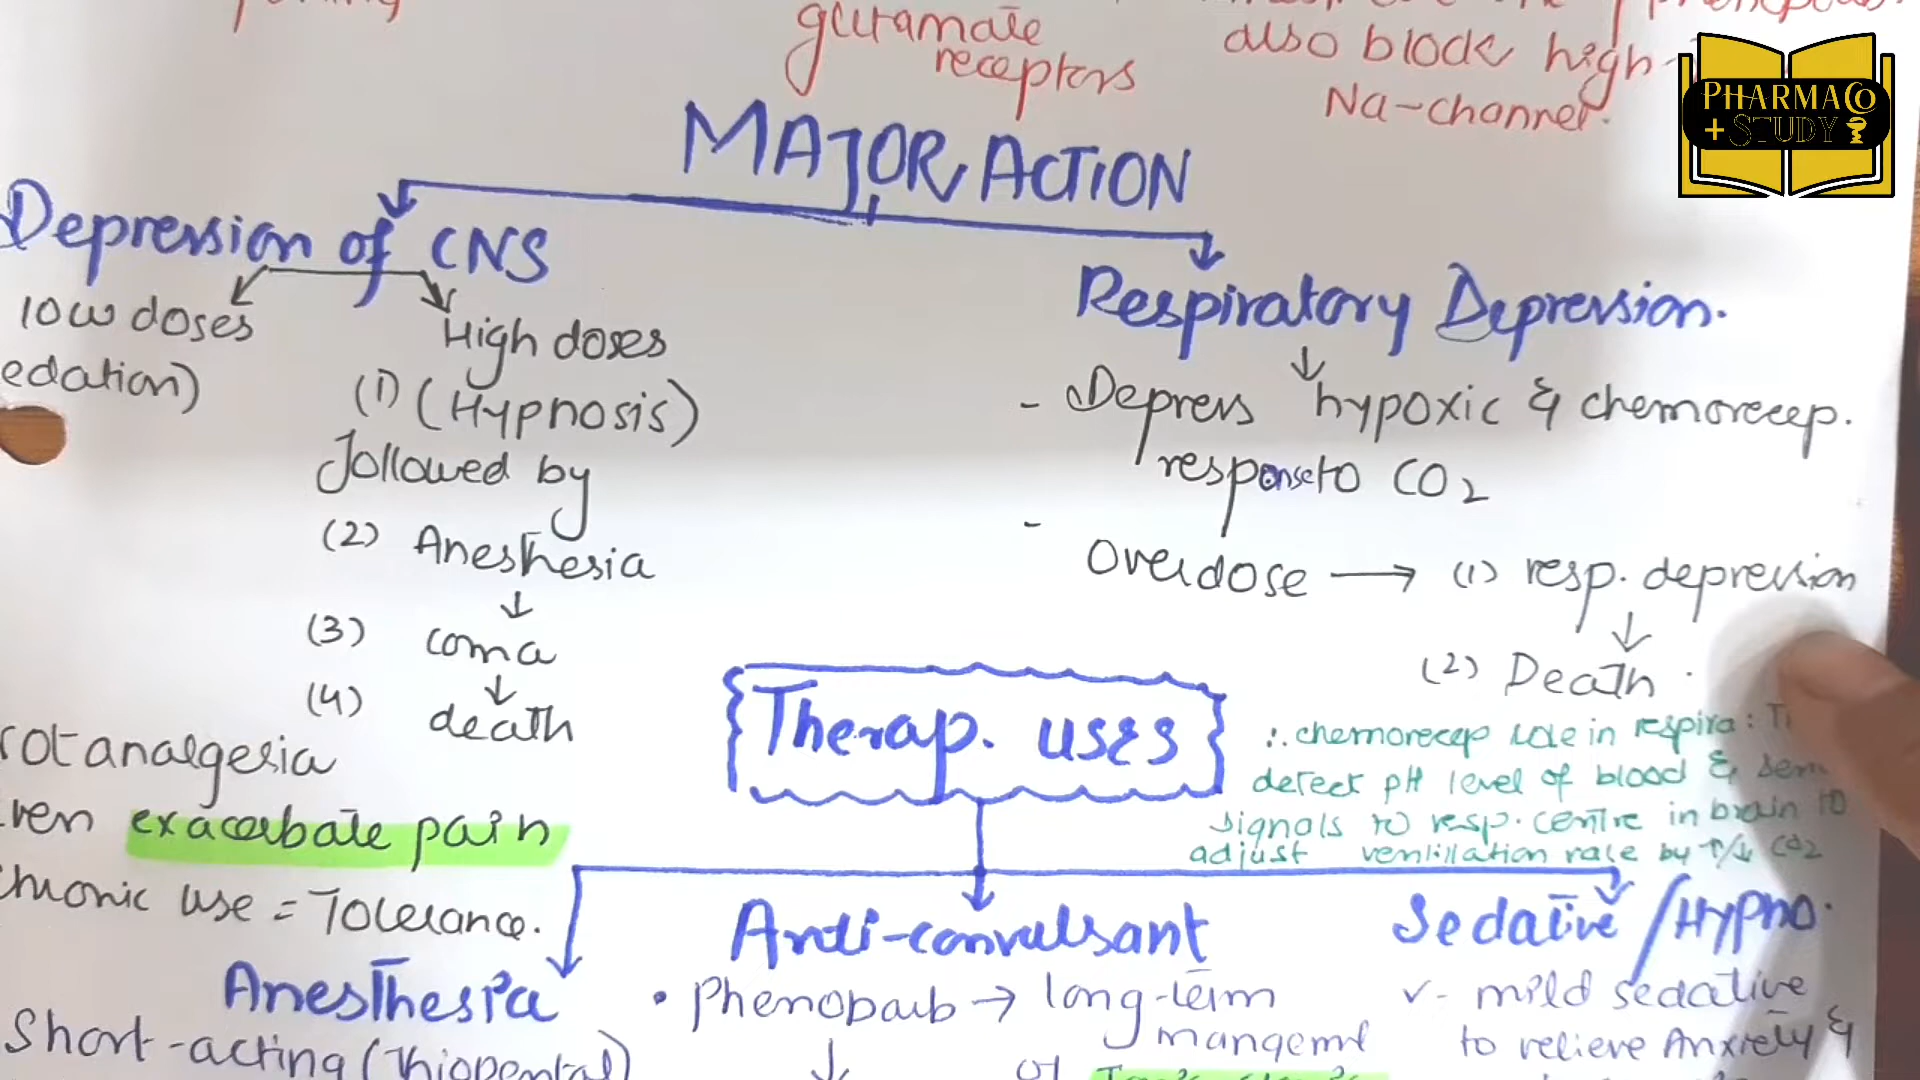 glutamate
receptors
also block high-
Na-channel.
PHARMACO
+ STUDY
MAJOR ACTION
Depression of CNS
low doses
edation)
High doses
(1) (Hypnosis)
followed by
(2) Anesthesia
(3) coma
(4) death
Respiratory Depression.
- Depress hypoxic & chemorecep.
response to CO2
- Overdose → (1) resp. depression
(2) Death.
rot analgesia
ven exacerbate pain
chronic use = Tolerance.
Therap. uses
∴ chemorecep role in respira:
detect pH level of blood &
signals to resp. centre in brain to
adjust ventillation rate by ↑/↓ CO2
Anesthesia
Short-acting (Thiopental)
Anti-convulsant
• Phenobarb → long-term
mangemt
of
Sedative/Hypno.
- mild sedative
to relieve Anxiety &